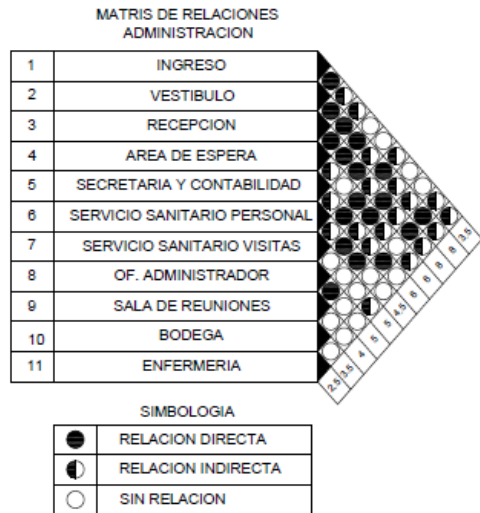 MATRIS DE RELACIONES
ADMINISTRACION
1 INGRESO
2 VESTIBULO
3 RECEPCION
4 AREA DE ESPERA
5 SECRETARIA Y CONTABILIDAD
6 SERVICIO SANITARIO PERSONAL
7 SERVICIO SANITARIO VISITAS
8 OF. ADMINISTRADOR
9 SALA DE REUNIONES
10 BODEGA
11 ENFERMERIA
2.5 3.5 4 5 5 4.5 6 6 8 8 3.5
SIMBOLOGIA
RELACION DIRECTA
RELACION INDIRECTA
SIN RELACION